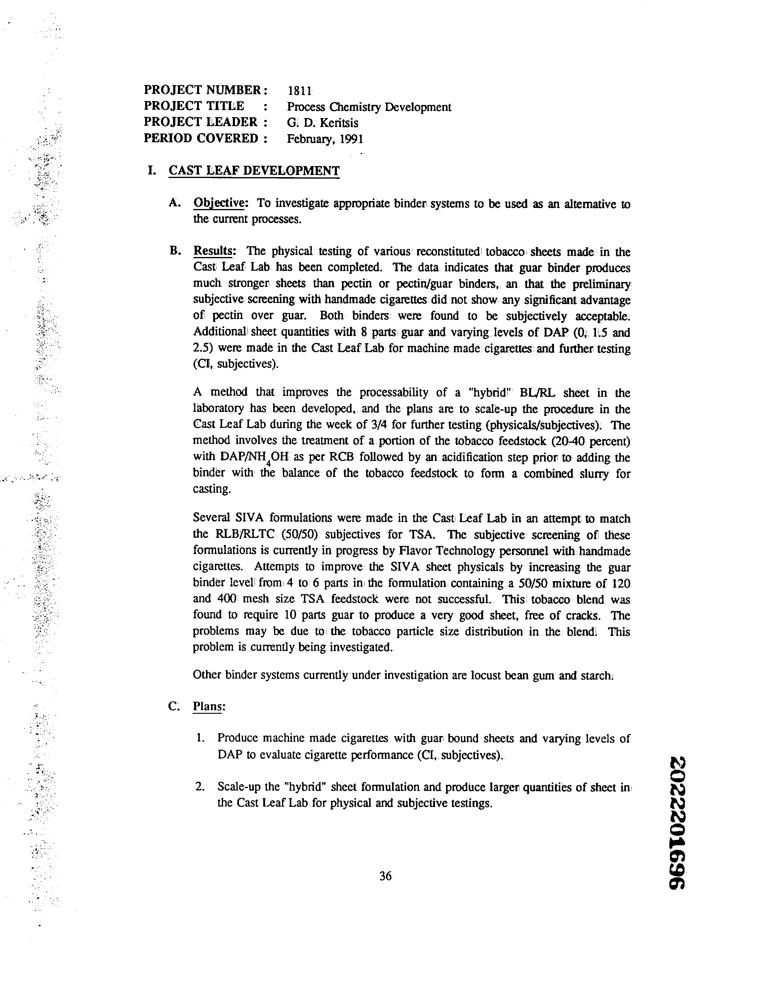 PROJECT NUMBER: 1811
PROJECT TITLE : Process Chemistry Development
PROJECT LEADER : G. D. Keritsis
PERIOD COVERED : February, 1991
I. CAST LEAF DEVELOPMENT
A. Objective: To investigate appropriate binder systems to be used as an alternative to
the current processes.
B. Results: The physical testing of various reconstituted tobacco sheets made in the
Cast Leaf Lab has been completed. The data indicates that guar binder produces
much stronger sheets than pectin or pectin/guar binders, an that the preliminary
subjective screening with handmade cigarettes did not show any significant advantage
of pectin over guar. Both binders were found to be subjectively acceptable.
Additional sheet quantities with 8 parts guar and varying levels of DAP (0, 1.5 and
2.5) were made in the Cast Leaf Lab for machine made cigarettes and further testing
(CI, subjectives).
A method that improves the processability of a "hybrid" BL/RL sheet in the
laboratory has been developed, and the plans are to scale-up the procedure in the
Cast Leaf Lab during the week of 3/4 for further testing (physicals/subjectives). The
method involves the treatment of a portion of the tobacco feedstock (20-40 percent)
with DAP/NH4OH as per RCB followed by an acidification step prior to adding the
binder with the balance of the tobacco feedstock to form a combined slurry for
casting.
Several SIVA formulations were made in the Cast Leaf Lab in an attempt to match
the RLB/RLTC (50/50) subjectives for TSA. The subjective screening of these
formulations is currently in progress by Flavor Technology personnel with handmade
cigarettes. Attempts to improve the SIVA sheet physicals by increasing the guar
binder level from 4 to 6 parts in the formulation containing a 50/50 mixture of 120
and 400 mesh size TSA feedstock were not successful. This tobacco blend was
found to require 10 parts guar to produce a very good sheet, free of cracks. The
problems may be due to the tobacco particle size distribution in the blend. This
problem is currently being investigated.
Other binder systems currently under investigation are locust bean gum and starch.
C. Plans:
1. Produce machine made cigarettes with guar bound sheets and varying levels of
DAP to evaluate cigarette performance (CI, subjectives).
2. Scale-up the "hybrid" sheet formulation and produce larger quantities of sheet in
the Cast Leaf Lab for physical and subjective testings.
36
2022201696